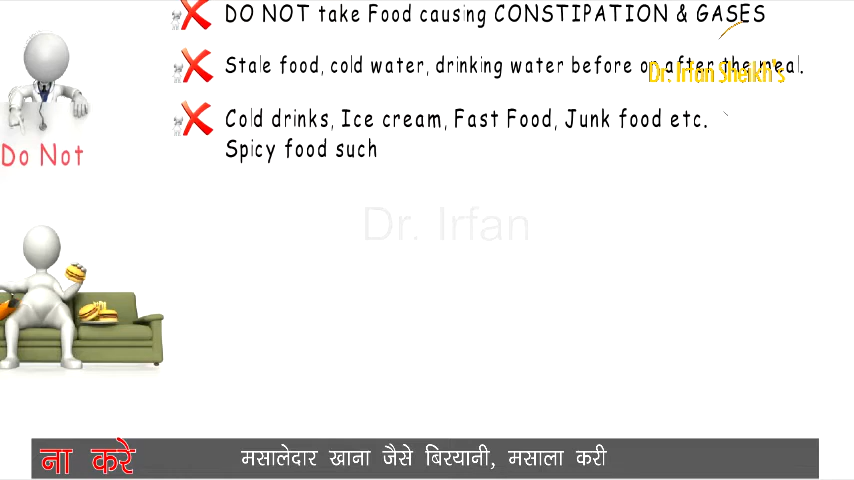 DO NOT take Food causing CONSTIPATION & GASES
Stale food, cold water, drinking water before or after the meal.
Dr. Irfan Sheikh's
Cold drinks, Ice cream, Fast Food, Junk food etc.
Spicy food such
Do Not
Dr. Irfan
ना करे
मसालेदार खाना जैसे बिरयानी, मसाला करी